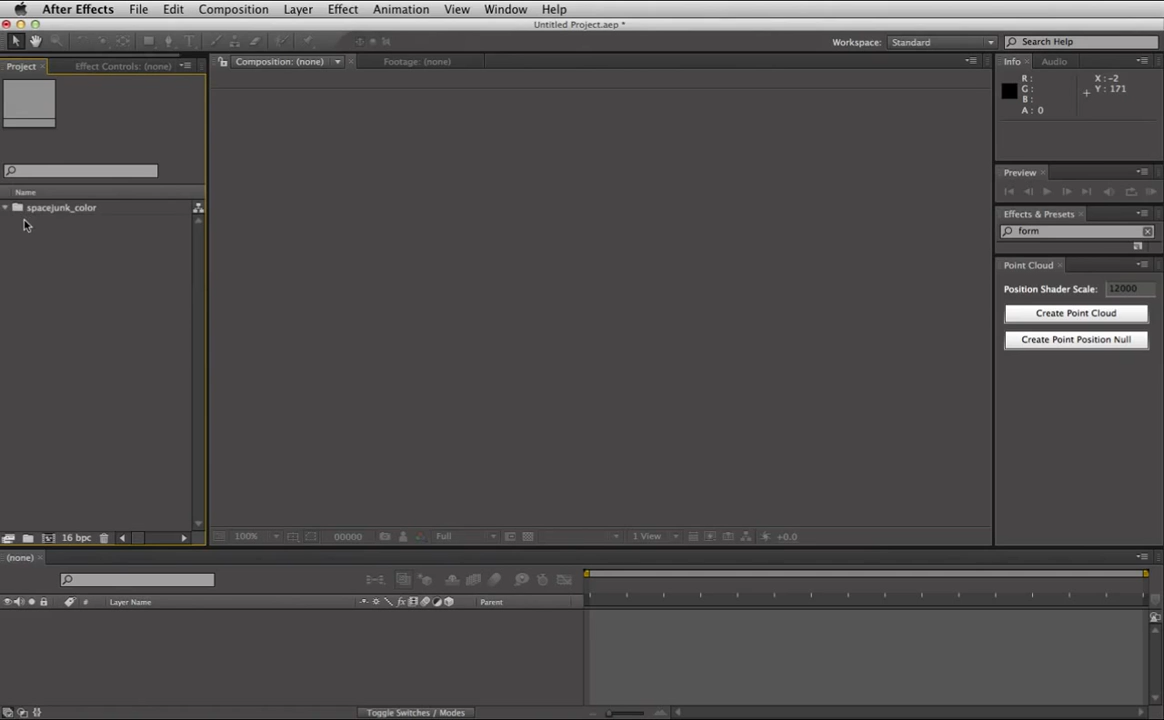 After Effects File Edit Composition Layer Effect Animation View Window Help
Untitled Project.aep *
Workspace: Standard Search Help
Project Effect Controls: (none) Composition: (none) Footage: (none) Info Audio
R : X : -2
G : Y : 171
B :
A : 0
Preview
Name
spacejunk_color
Effects & Presets
form
Point Cloud
Position Shader Scale: 12000
Create Point Cloud
Create Point Position Null
16 bpc 100% 00000 Full 1 View +0.0
(none)
# Layer Name fx Parent
Toggle Switches / Modes